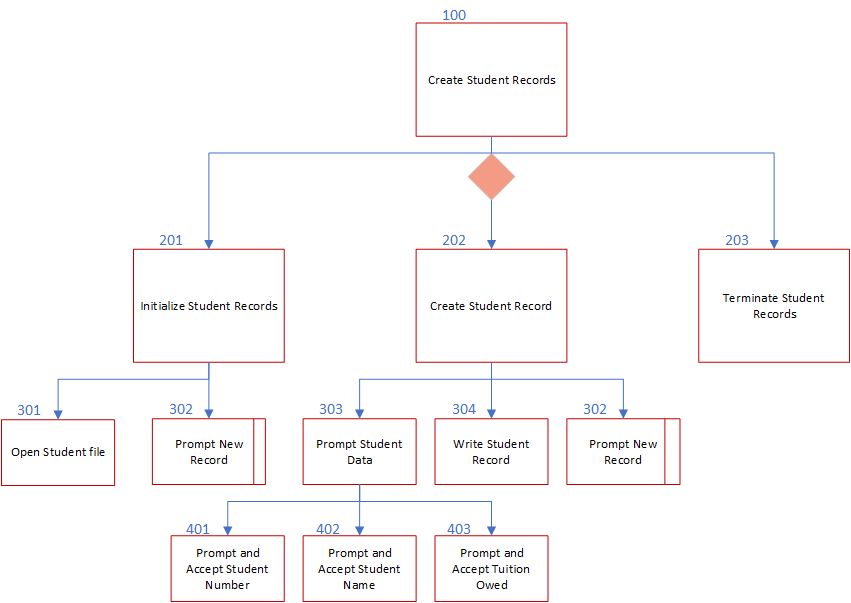 100
Create Student Records
201
202
203
Initialize Student Records
Create Student Record
Terminate Student
Records
301
302
303
304
302
Open Student file
Prompt New
Record
Prompt Student
Data
Write Student
Record
Prompt New
Record
401
402
403
Prompt and
Accept Student
Number
Prompt and
Accept Student
Name
Prompt and
Accept Tuition
Owed